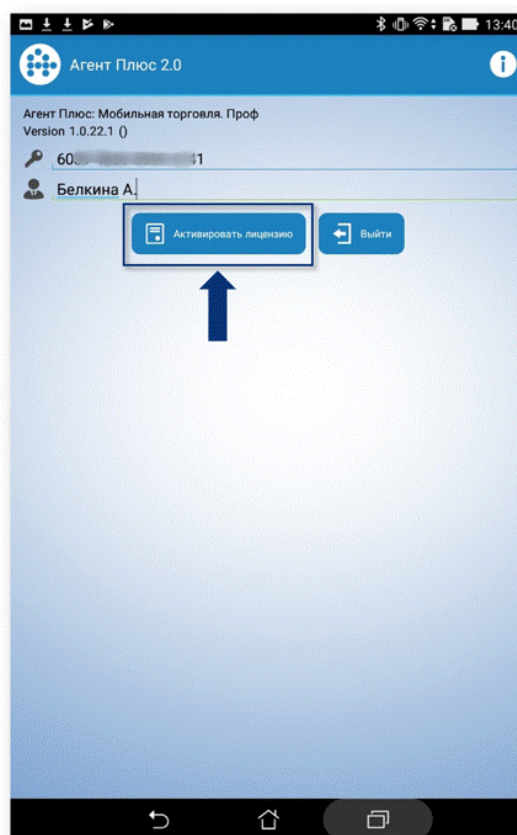 13:40
Агент Плюс 2.0
Агент Плюс: Мобильная торговля. Проф
Version 1.0.22.1 ()
Белкина А.
Активировать лицензию
Выйти